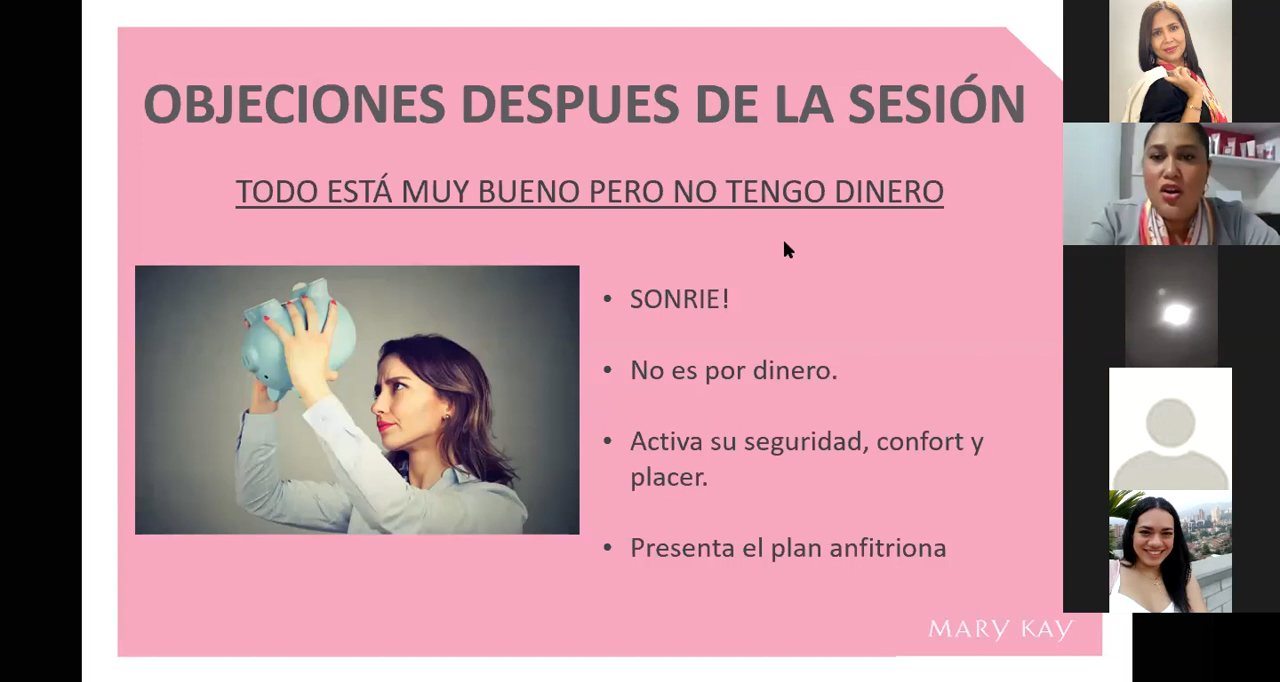 OBJECIONES DESPUES DE LA SESIÓN
TODO ESTÁ MUY BUENO PERO NO TENGO DINERO
• SONRIE!
• No es por dinero.
• Activa su seguridad, confort y
placer.
• Presenta el plan anfitriona
MARY KAY